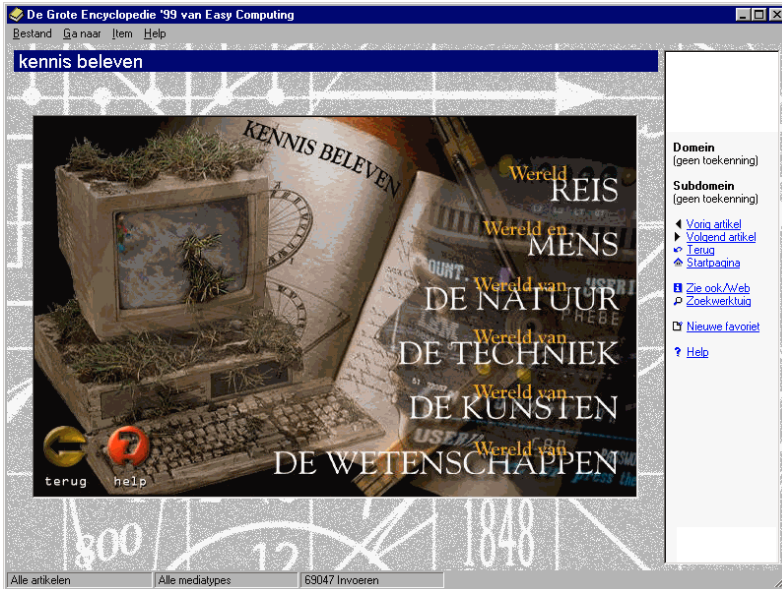 De Grote Encyclopedie '99 van Easy Computing
Bestand Ga naar Item Help
kennis beleven
KENNIS BELEVEN
Wereld
REIS
Wereld en
MENS
Wereld van
DE NATUUR
Wereld van
DE TECHNIEK
Wereld van
DE KUNSTEN
Wereld van
DE WETENSCHAPPEN
terug help
800
12
1848
Domein
(geen toekenning)
Subdomein
(geen toekenning)
Vorig artikel
Volgend artikel
Terug
Startpagina
Zie ook/Web
Zoekwerktuig
Nieuwe favoriet
? Help
Alle artikelen
Alle mediatypes
69047 Invoeren